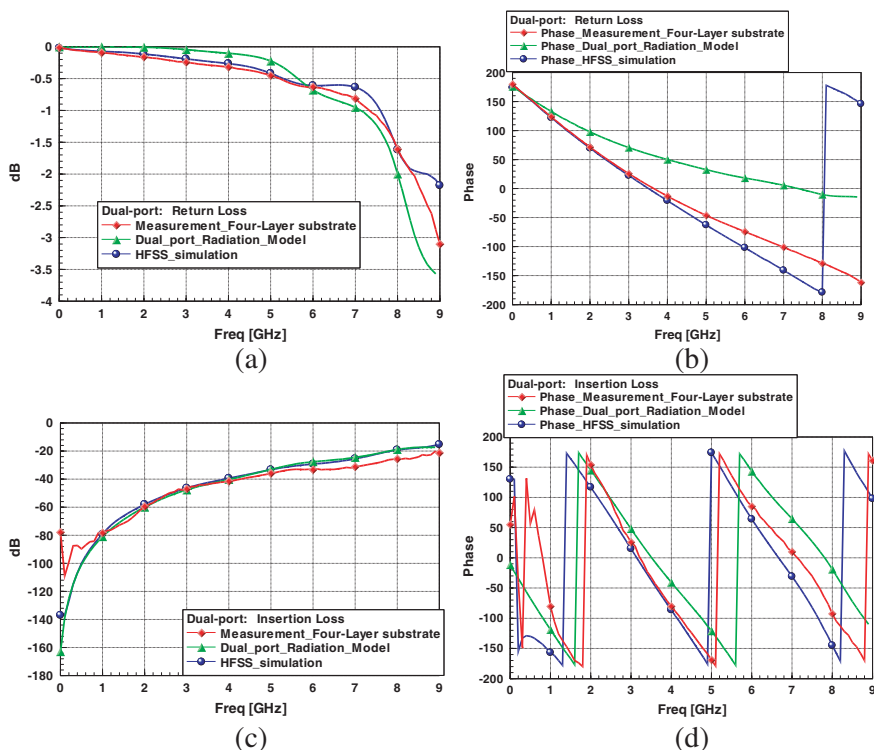 Dual-port: Return Loss
Measurement_Four-Layer substrate
Dual_port_Radiation_Model
HFSS_simulation
0
-0.5
-1
-1.5
-2
-2.5
-3
-3.5
-4
dB
0 1 2 3 4 5 6 7 8 9
Freq [GHz]
(a)
Dual-port: Return Loss
Phase_Measurement_Four-Layer substrate
Phase_Dual_port_Radiation_Model
Phase_HFSS_simulation
200
150
100
50
0
-50
-100
-150
-200
Phase
0 1 2 3 4 5 6 7 8 9
Freq [GHz]
(b)
0
-20
-40
-60
-80
-100
-120
-140
-160
-180
dB
Dual-port: Insertion Loss
Measurement_Four-Layer substrate
Dual_port_Radiation_Model
HFSS_simulation
0 1 2 3 4 5 6 7 8 9
Freq [GHz]
(c)
Dual-port: Insertion Loss
Phase_Measurement_Four-Layer substrate
Phase_Dual_port_Radiation_Model
Phase_HFSS_simulation
200
150
100
50
0
-50
-100
-150
-200
Phase
0 1 2 3 4 5 6 7 8 9
Freq [GHz]
(d)